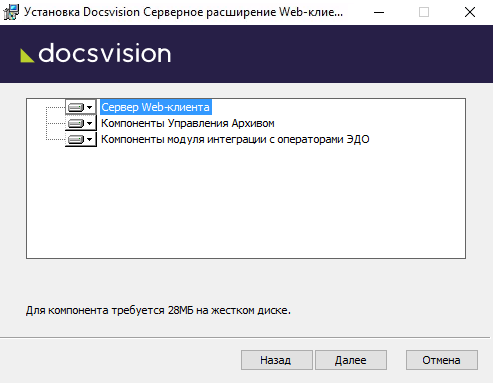 Установка Docsvision Серверное расширение Web-клие...
docsvision
Сервер Web-клиента
Компоненты Управления Архивом
Компоненты модуля интеграции с операторами ЭДО
Для компонента требуется 28МБ на жестком диске.
Назад Далее Отмена